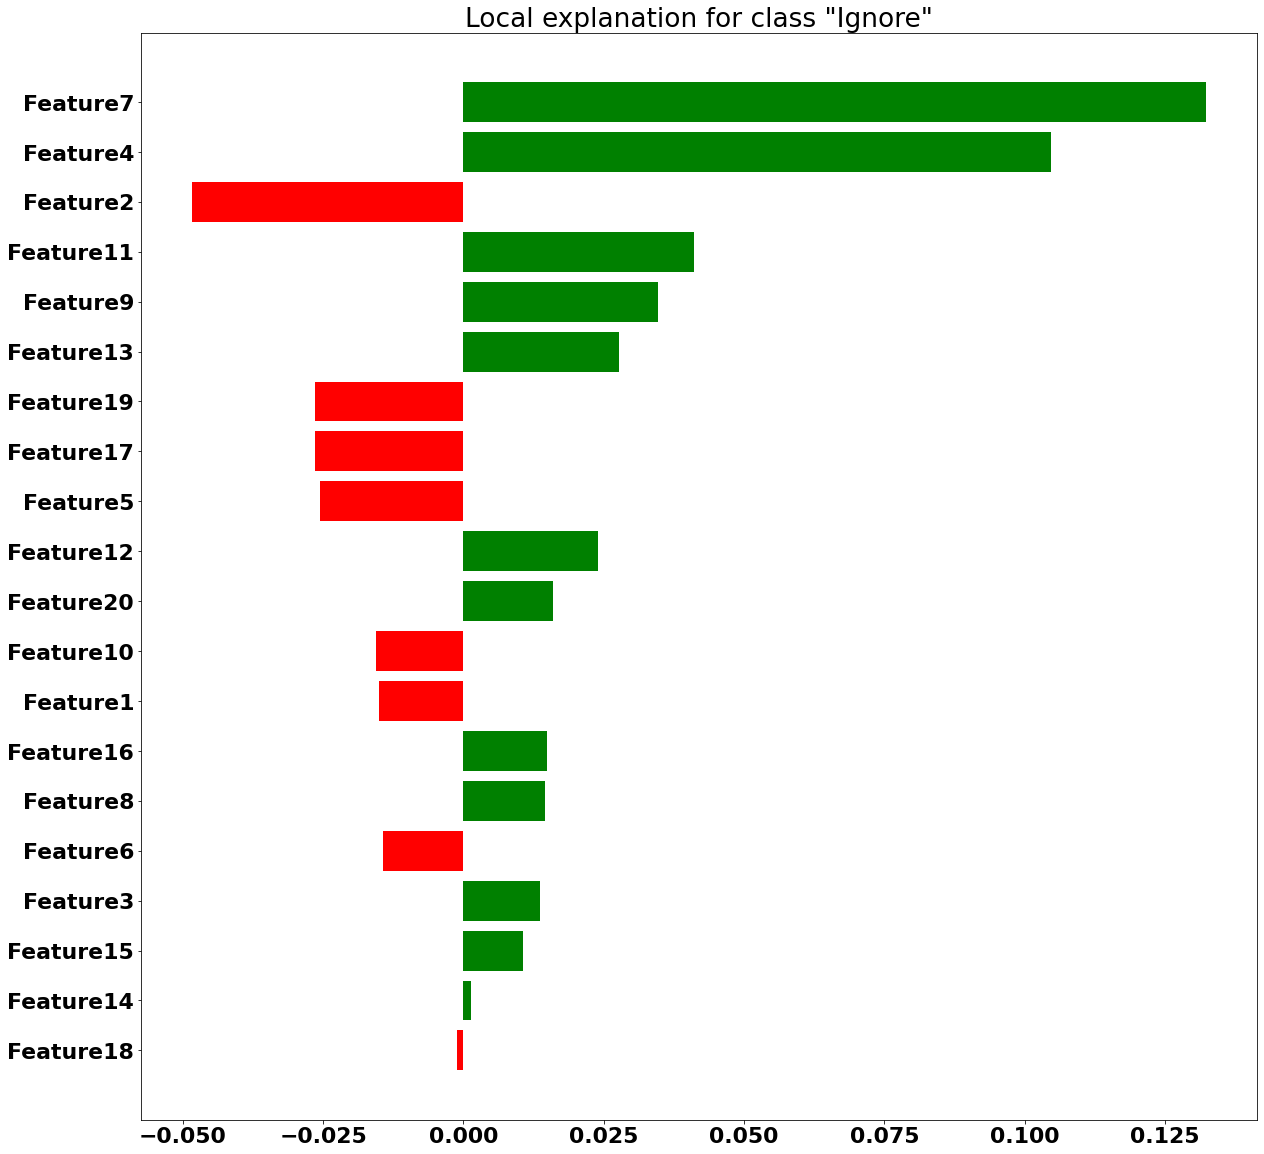 Local explanation for class "Ignore"
Feature7
Feature4
Feature2
Feature11
Feature9
Feature13
Feature19
Feature17
Feature5
Feature12
Feature20
Feature10
Feature1
Feature16
Feature8
Feature6
Feature3
Feature15
Feature14
Feature18
−0.050 −0.025 0.000 0.025 0.050 0.075 0.100 0.125